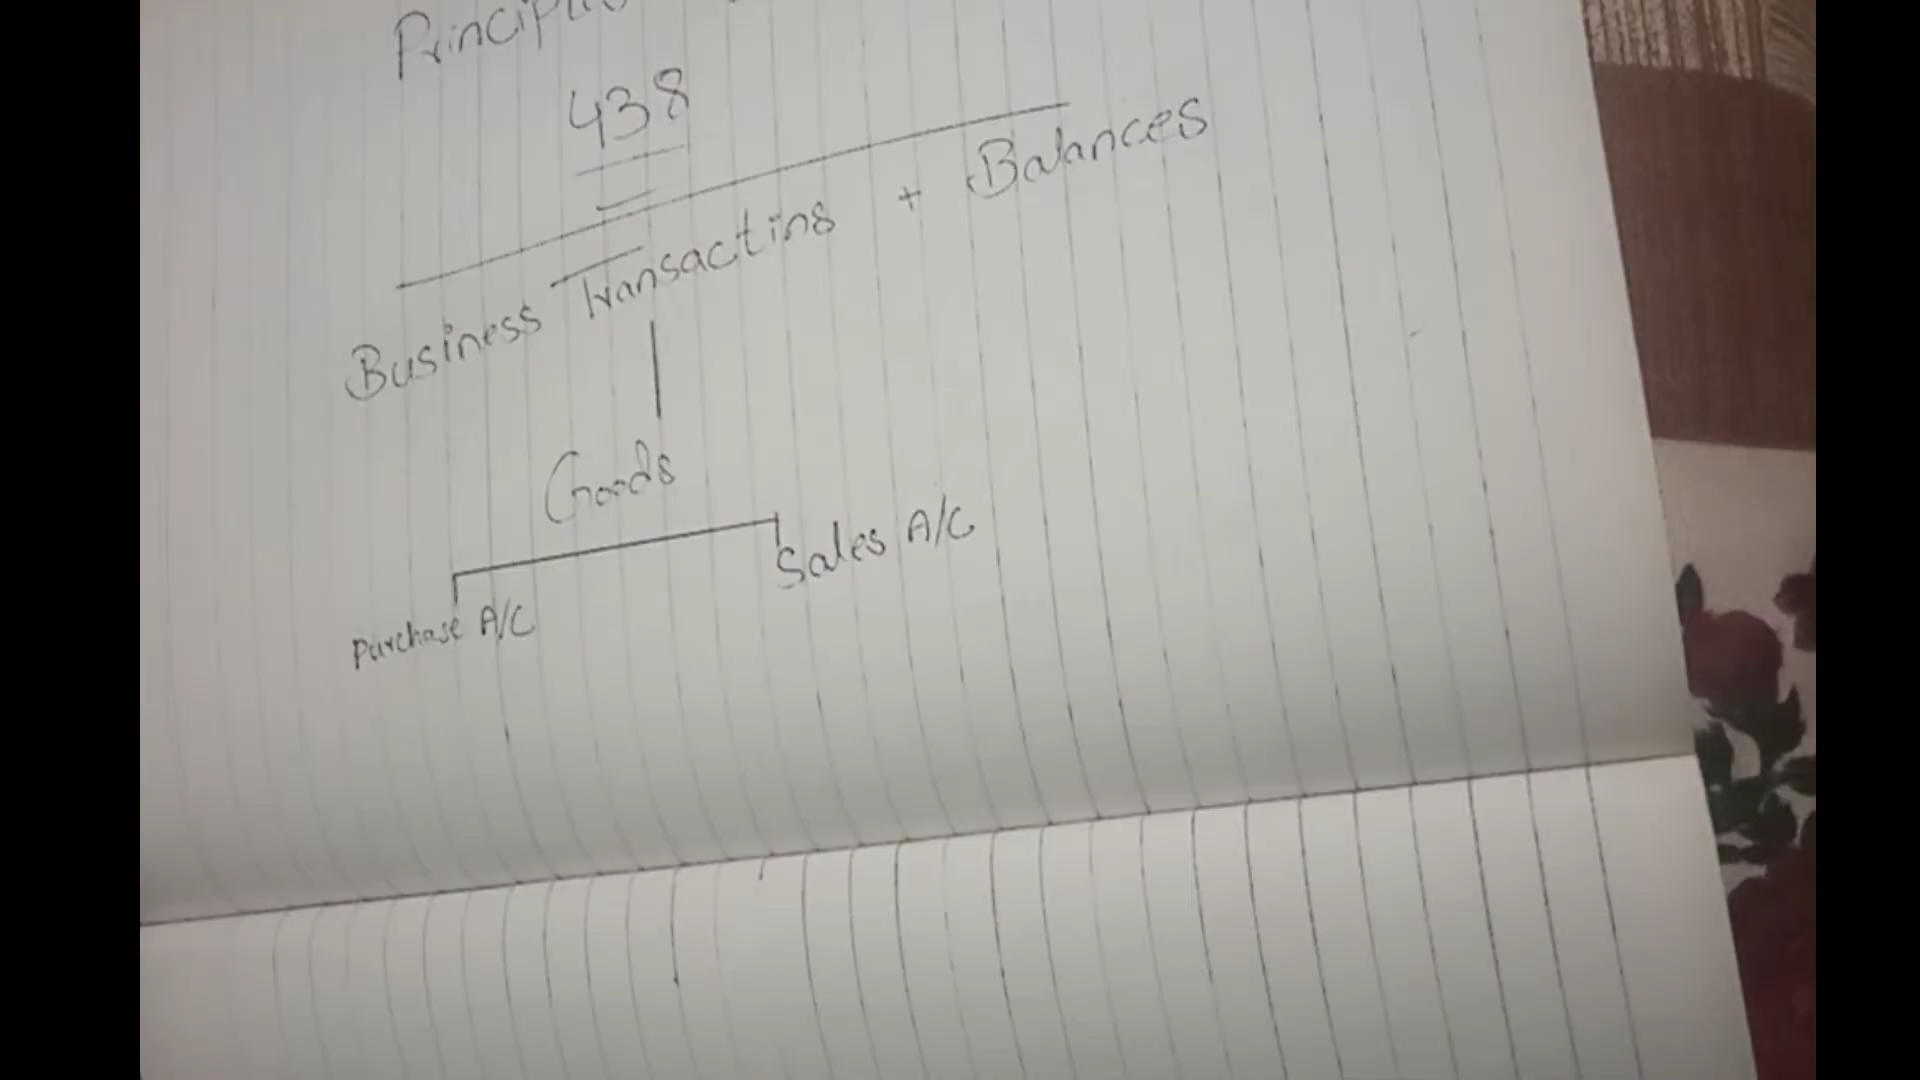 438
Business Transactins + Balances
Goods
Purchase A/C Sales A/C